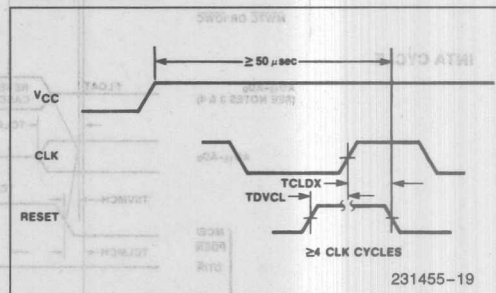 ≥ 50 μsec
VCC
CLK
TCLDX
TDVCL
RESET
≥4 CLK CYCLES
231455–19